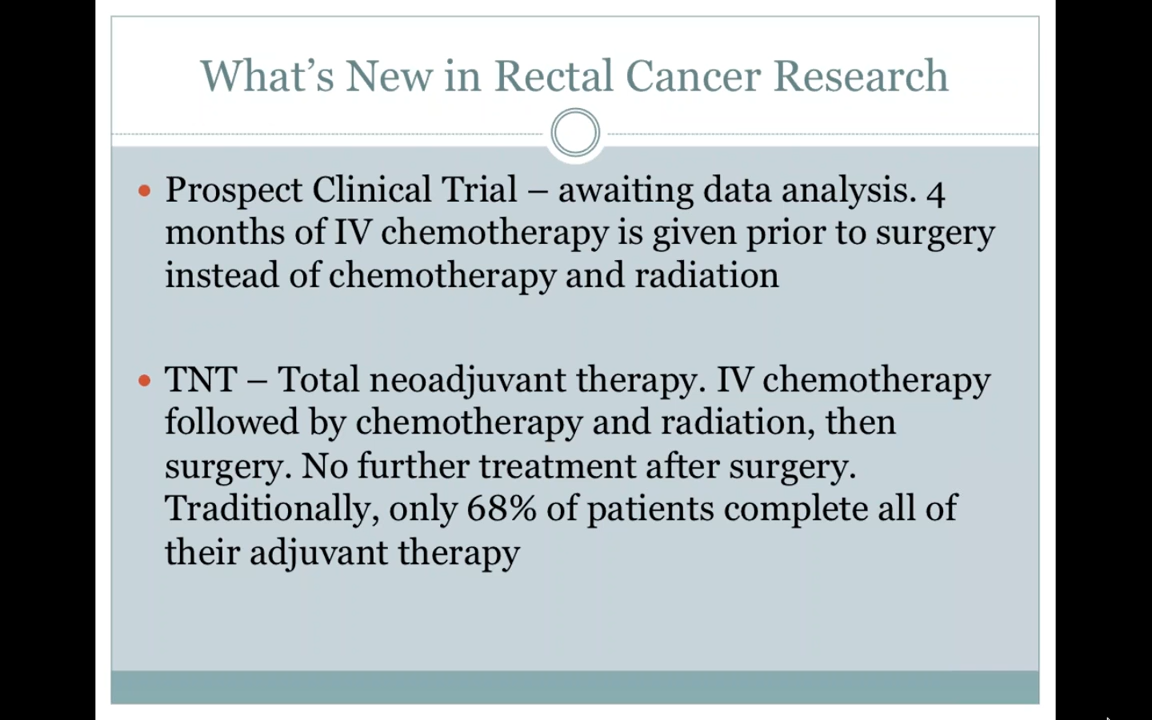 What's New in Rectal Cancer Research
• Prospect Clinical Trial – awaiting data analysis. 4
months of IV chemotherapy is given prior to surgery
instead of chemotherapy and radiation
• TNT – Total neoadjuvant therapy. IV chemotherapy
followed by chemotherapy and radiation, then
surgery. No further treatment after surgery.
Traditionally, only 68% of patients complete all of
their adjuvant therapy